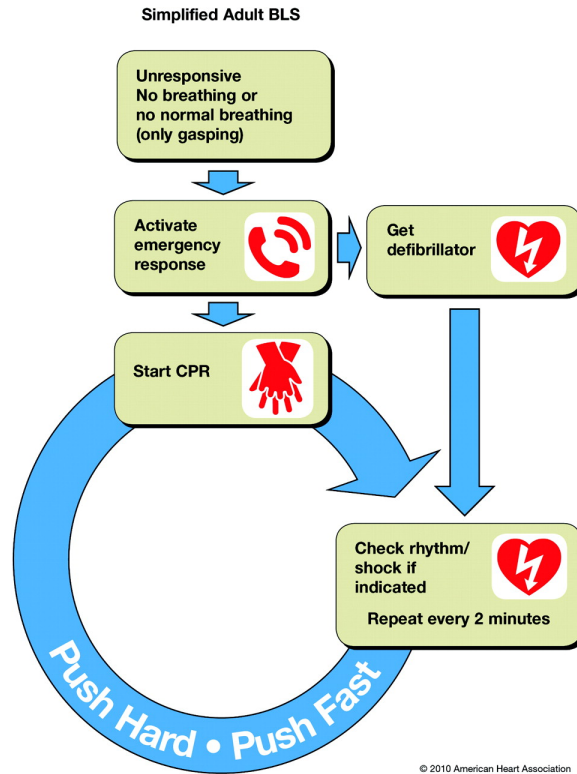 Simplified Adult BLS
Unresponsive
No breathing or
no normal breathing
(only gasping)
Activate
emergency
response
Get
defibrillator
Start CPR
Check rhythm/
shock if
indicated
Repeat every 2 minutes
Push Hard • Push Fast
© 2010 American Heart Association